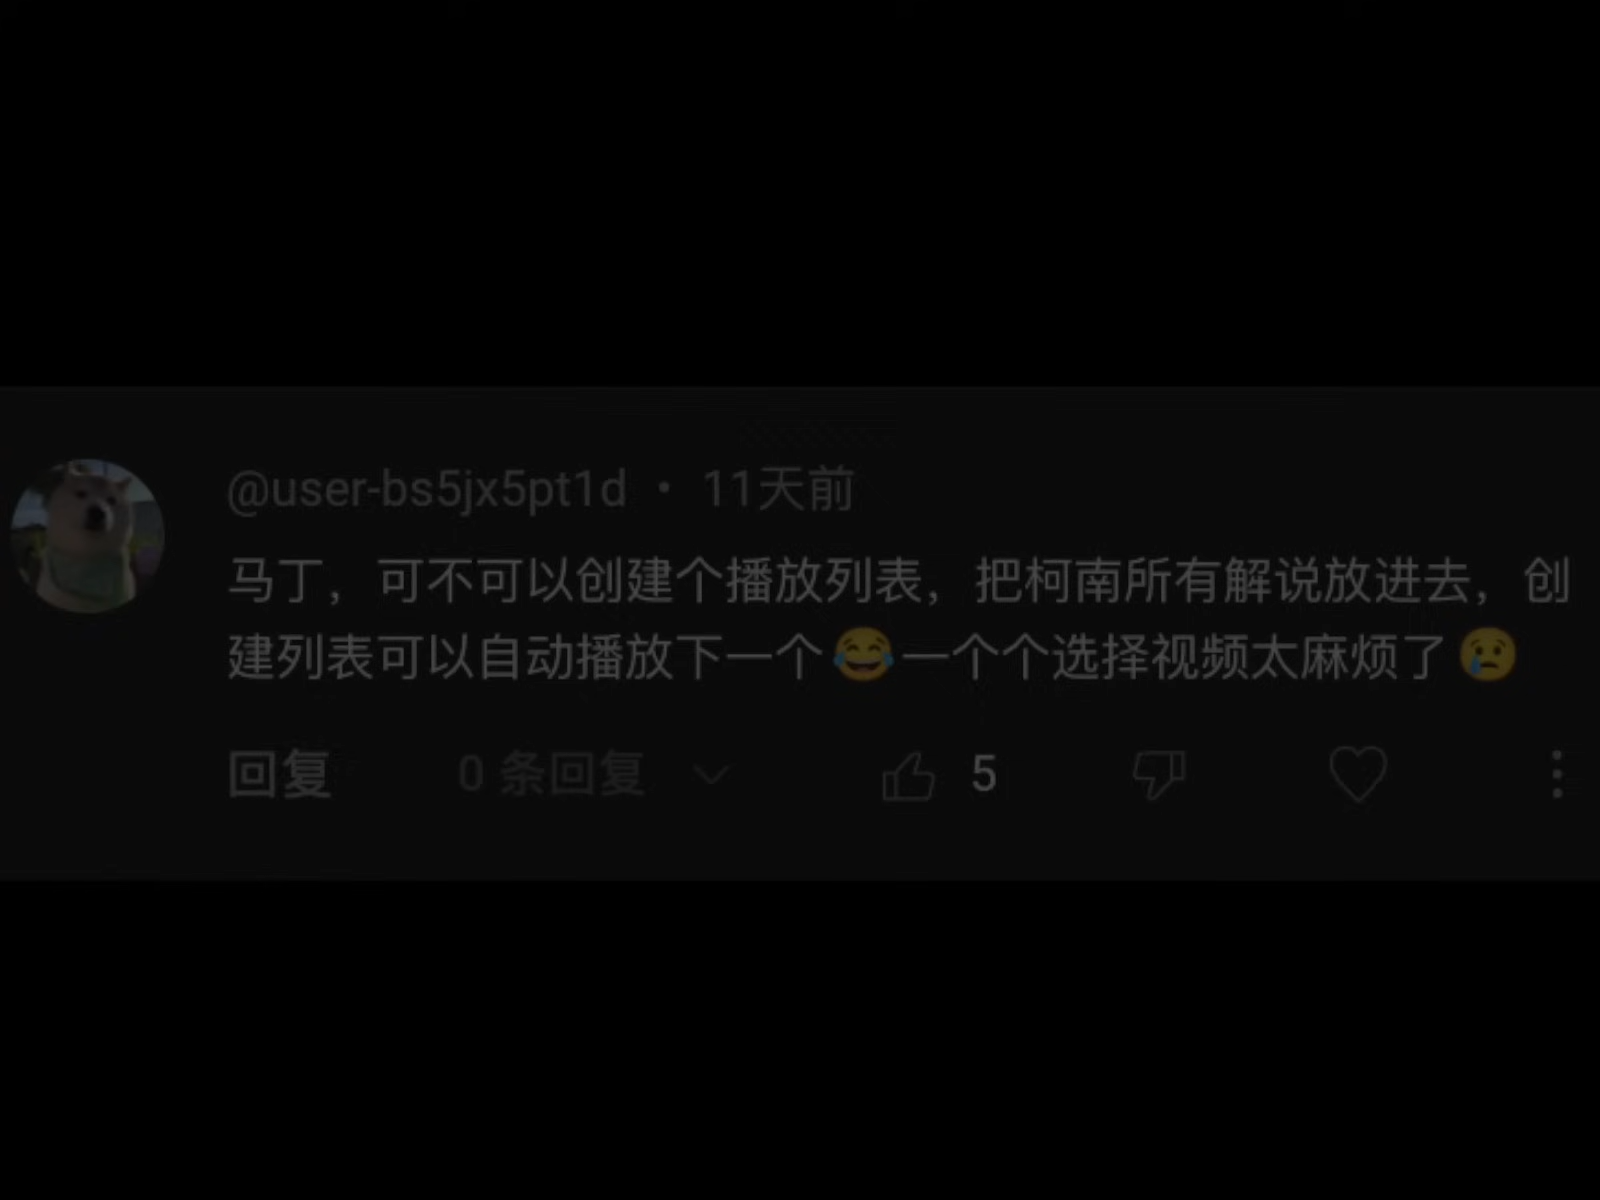 @user-bs5jx5pt1d · 11天前
马丁，可不可以创建个播放列表，把柯南所有解说放进去，创
建列表可以自动播放下一个😂一个个选择视频太麻烦了😢
回复 0 条回复 5